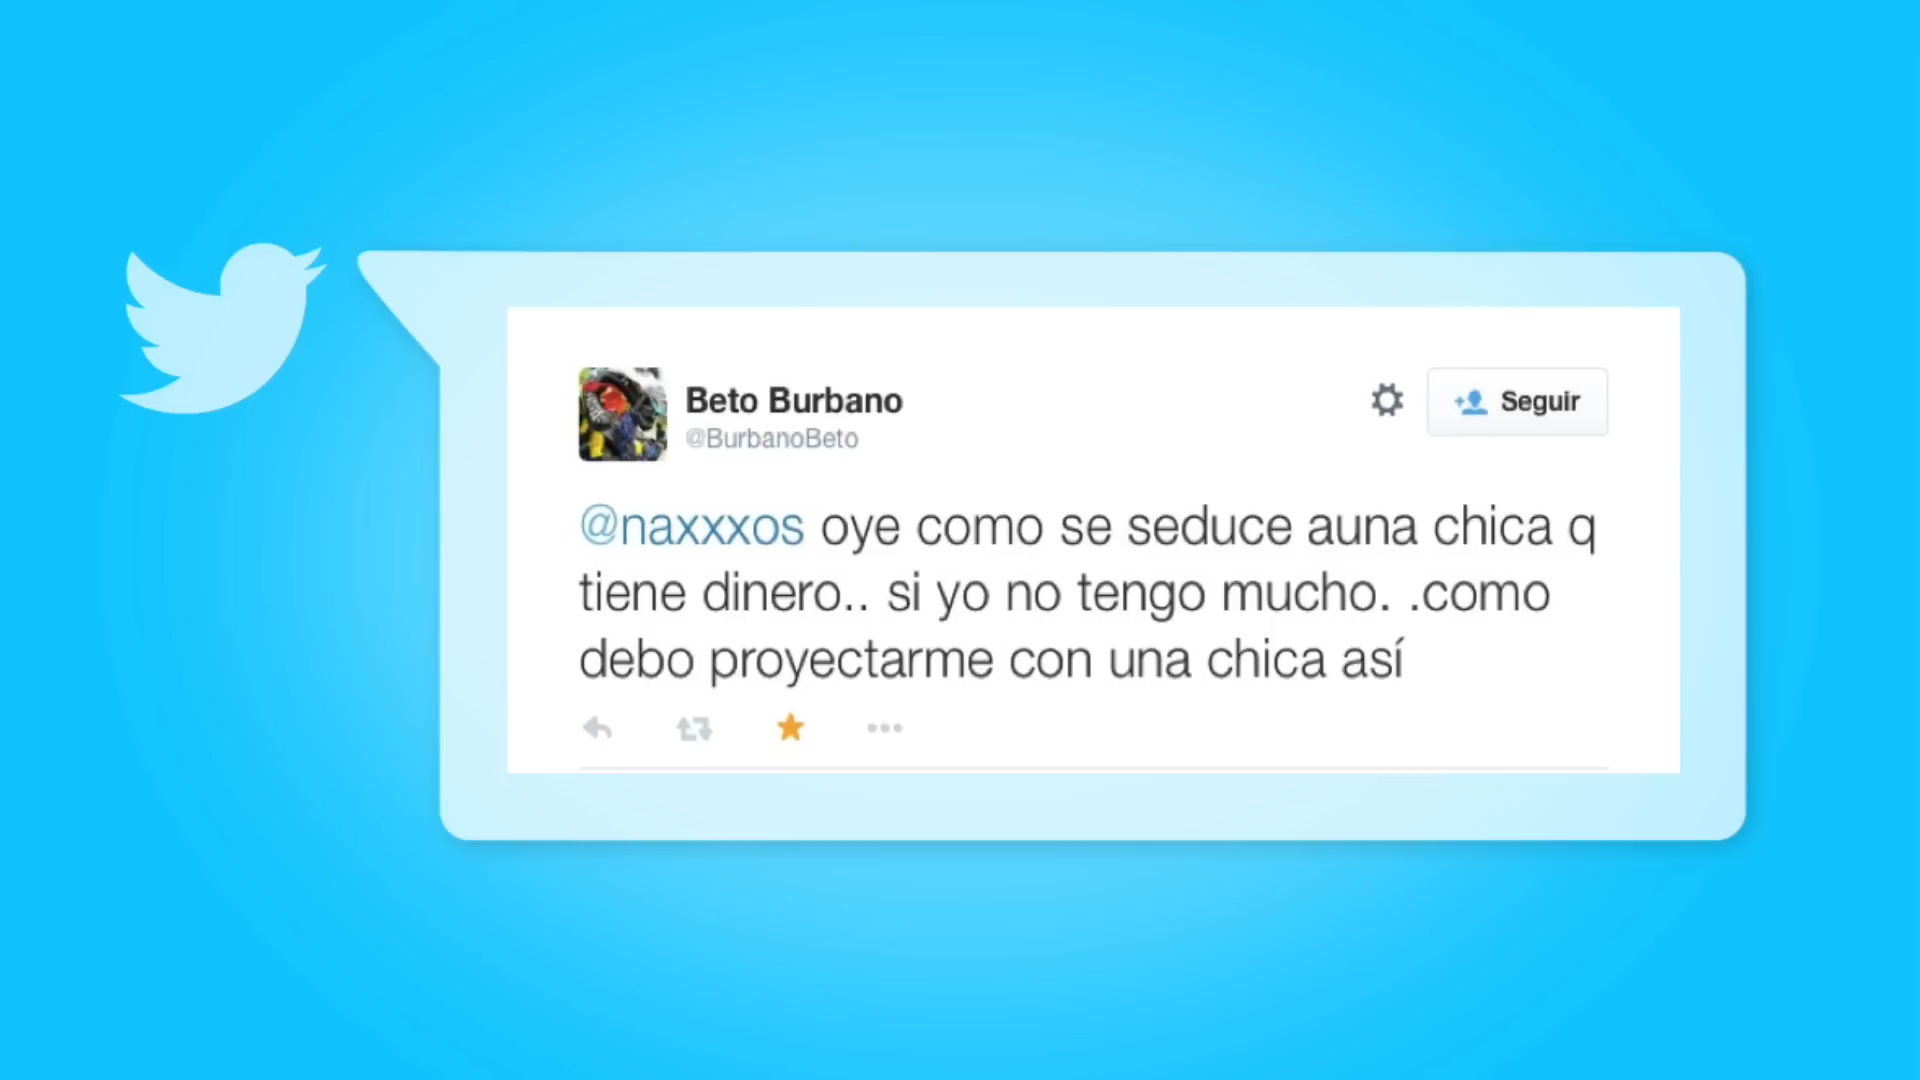 Beto Burbano
@BurbanoBeto
Seguir
@naxxxos oye como se seduce auna chica q
tiene dinero.. si yo no tengo mucho. .como
debo proyectarme con una chica así